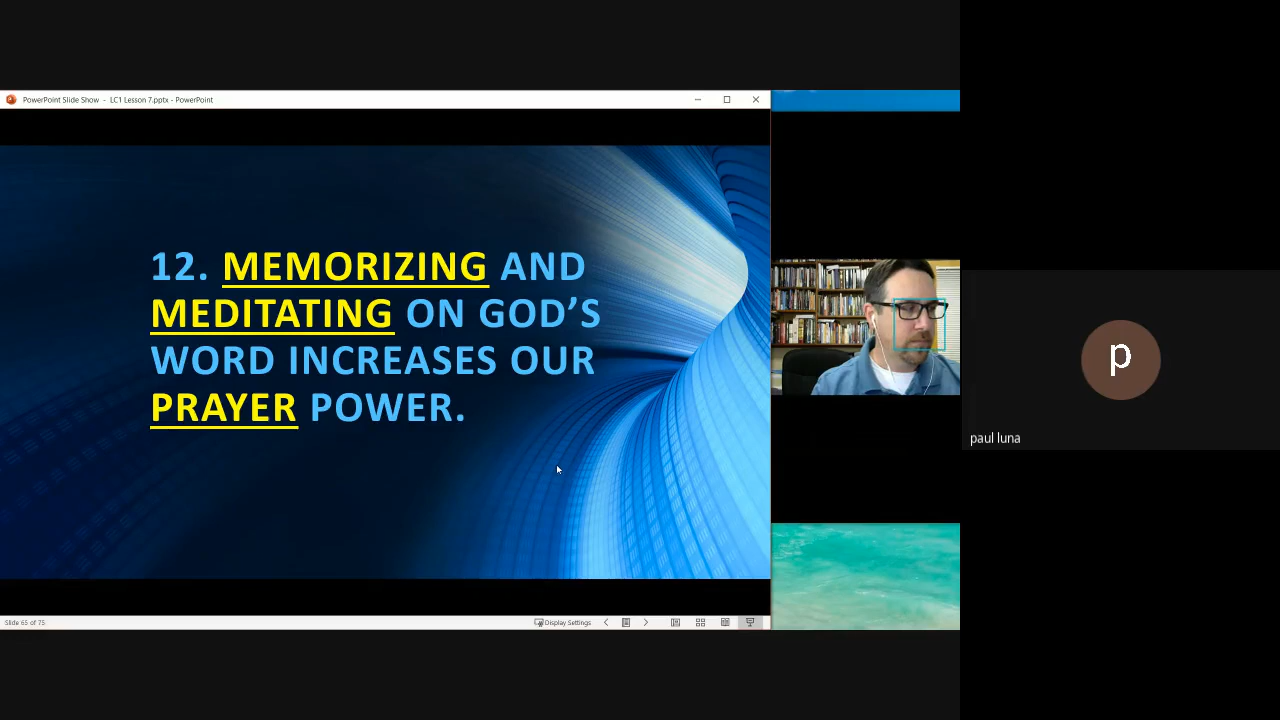 PowerPoint Slide Show - LC1 Lesson 7.pptx - PowerPoint
12. MEMORIZING AND
MEDITATING ON GOD’S
WORD INCREASES OUR
PRAYER POWER.
p
paul luna
Slide 65 of 75
Display Settings